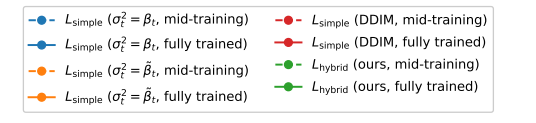 L_simple (σ_t^2 = β_t, mid-training)
L_simple (σ_t^2 = β_t, fully trained)
L_simple (σ_t^2 = β̃_t, mid-training)
L_simple (σ_t^2 = β̃_t, fully trained)
L_simple (DDIM, mid-training)
L_simple (DDIM, fully trained)
L_hybrid (ours, mid-training)
L_hybrid (ours, fully trained)